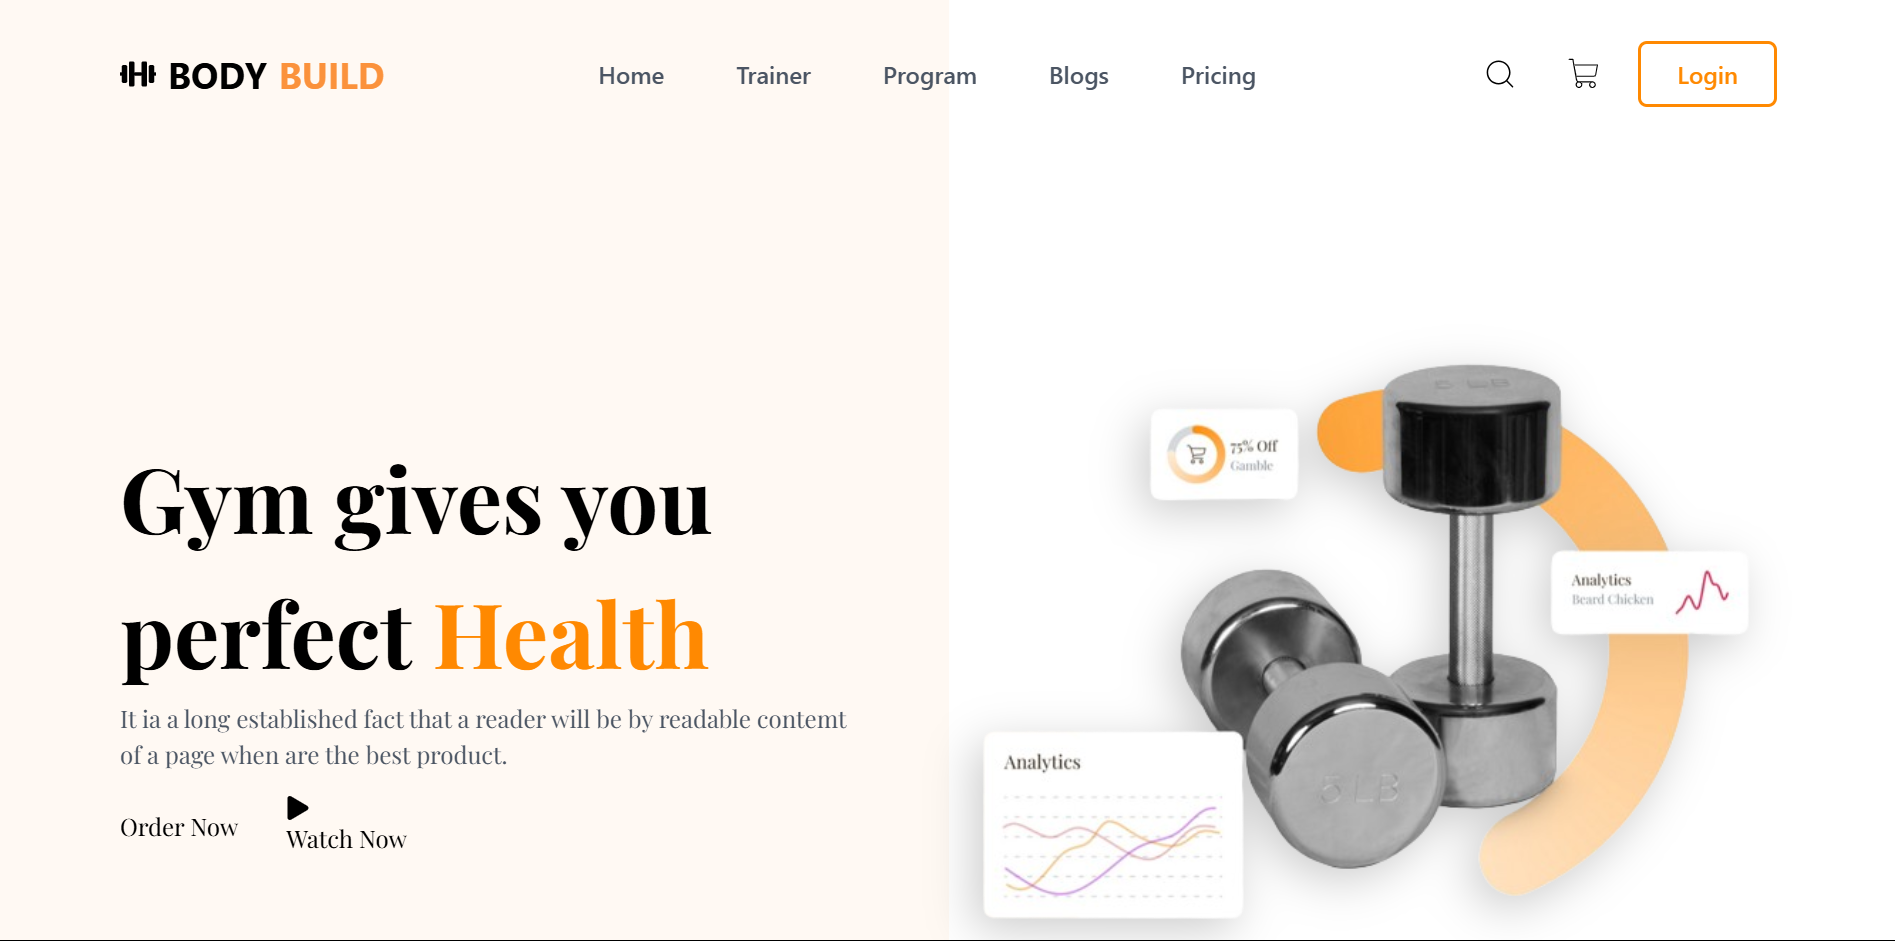 BODY BUILD
Home
Trainer
Program
Blogs
Pricing
Login
Gym gives you
perfect Health
It ia a long established fact that a reader will be by readable contemt
of a page when are the best product.
Order Now
Watch Now
75% Off
Gamble
Analytics
Beard Chicken
Analytics
5 LB
5 LB